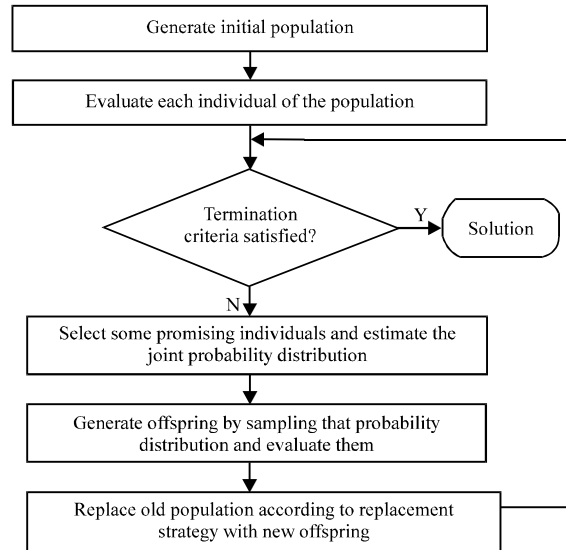 Generate initial population
Evaluate each individual of the population
Termination
criteria satisfied?
Y
Solution
N
Select some promising individuals and estimate the
joint probability distribution
Generate offspring by sampling that probability
distribution and evaluate them
Replace old population according to replacement
strategy with new offspring